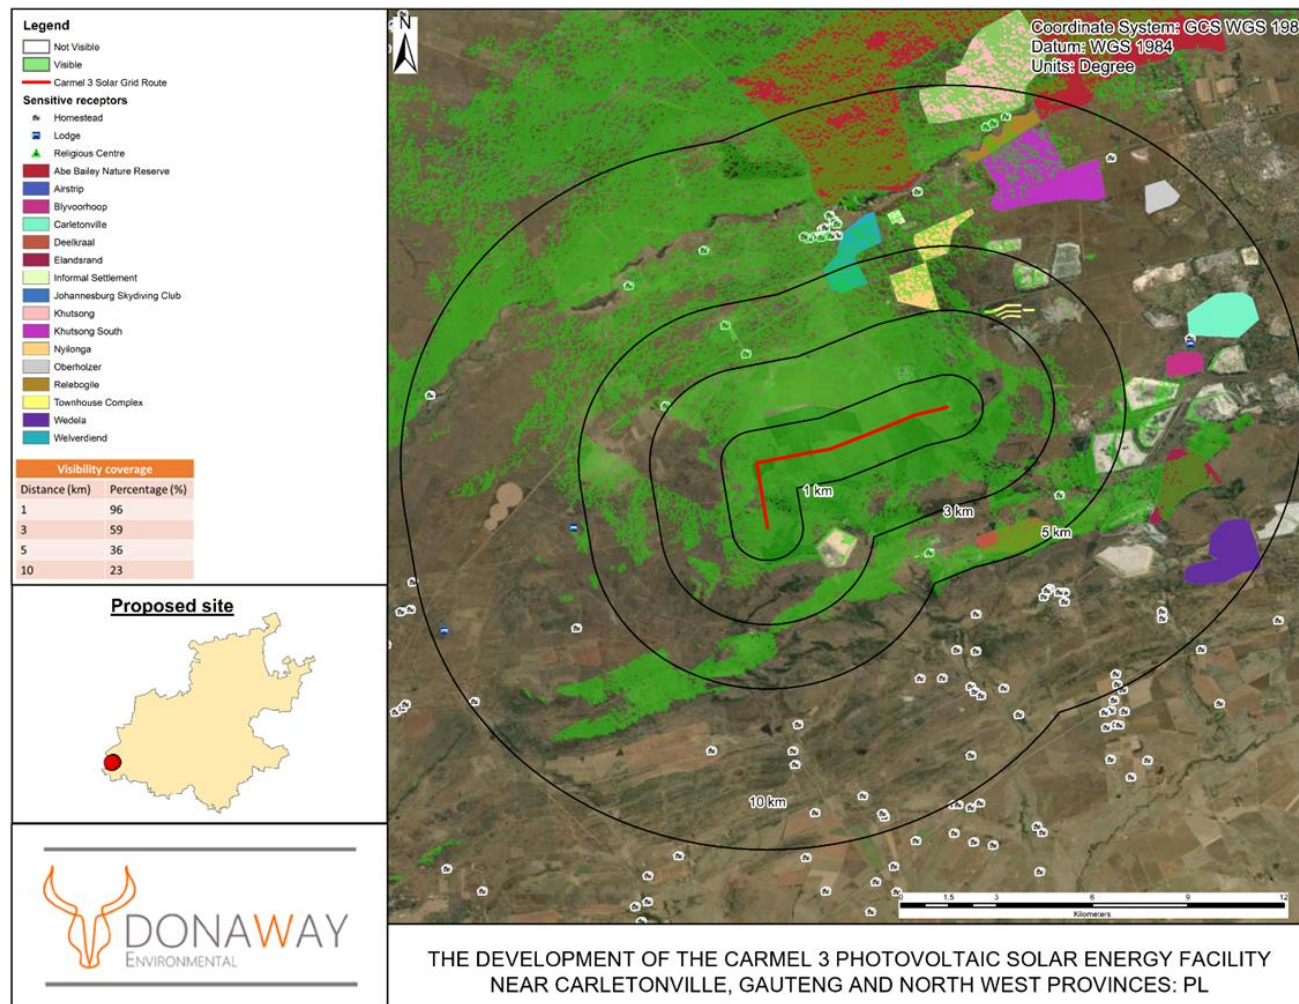 Legend
Not Visible
Visible
Carmel 3 Solar Grid Route
Sensitive receptors
Homestead
Lodge
Religious Centre
Abe Bailey Nature Reserve
Airstrip
Blyvoorhoop
Carletonville
Deelkraal
Elandsrand
Informal Settlement
Johannesburg Skydiving Club
Khutsong
Khutsong South
Nyilonga
Oberholzer
Relebogile
Townhouse Complex
Wedela
Welverdiend
Visibility coverage
Distance (km) Percentage (%)
1 96
3 59
5 36
10 23
Proposed site
DONAWAY
ENVIRONMENTAL
N
Coordinate System: GCS WGS 198
Datum: WGS 1984
Units: Degree
1 km
3 km
5 km
10 km
0 1.5 3 6 9 12
Kilometers
THE DEVELOPMENT OF THE CARMEL 3 PHOTOVOLTAIC SOLAR ENERGY FACILITY
NEAR CARLETONVILLE, GAUTENG AND NORTH WEST PROVINCES: PL